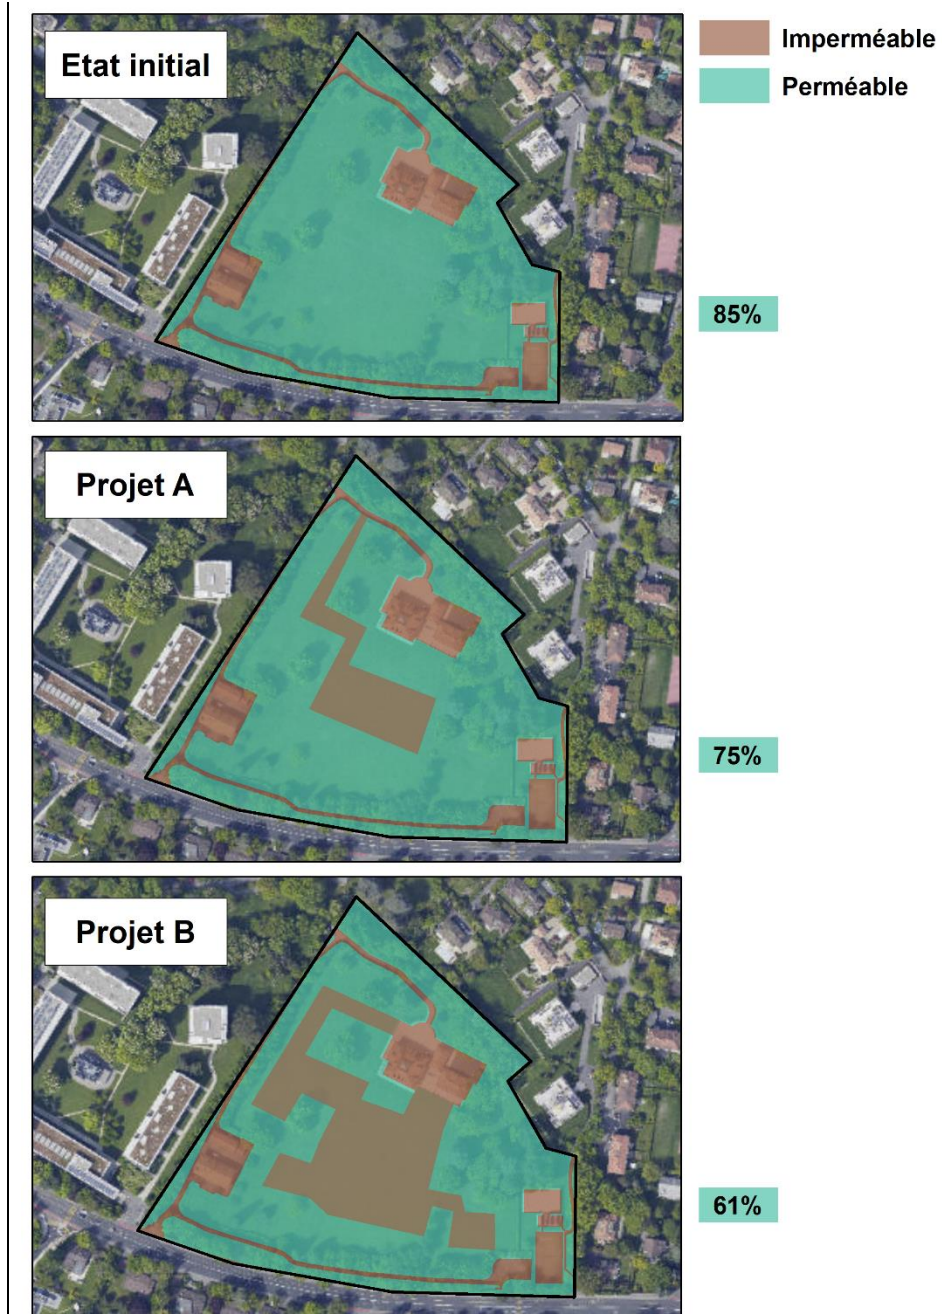 Etat initial
Imperméable
Perméable
85%
Projet A
75%
Projet B
61%